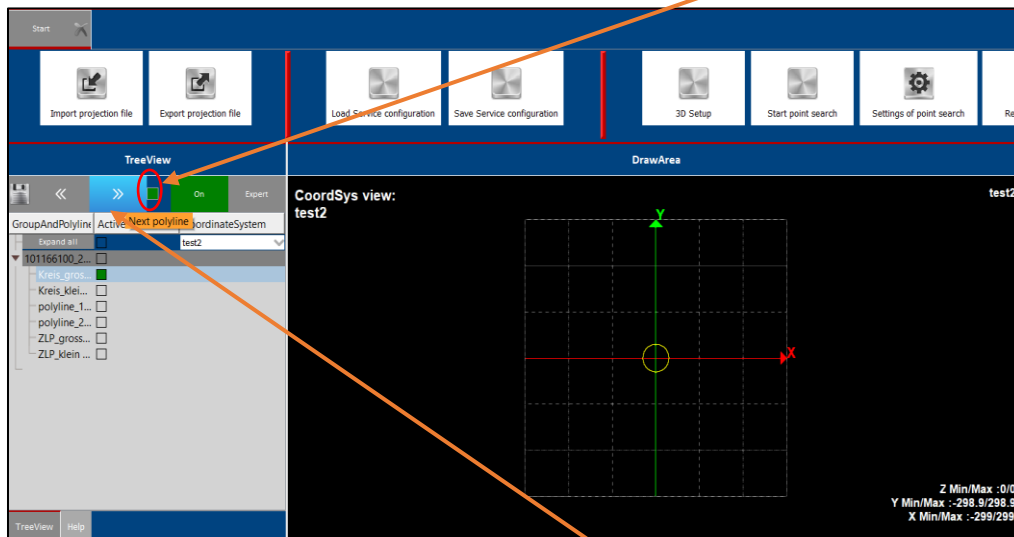 Start
Import projection file
Export projection file
Load Service configuration
Save Service configuration
3D Setup
Start point search
Settings of point search
Re
TreeView
DrawArea
«
»
On
Expert
GroupAndPolyline
Active
oordinateSystem
Next polyline
Expand all
test2
101166100_2...
Kreis_gros...
Kreis_klei...
polyline_1...
polyline_2...
ZLP_gross...
ZLP_klein ...
CoordSys view:
test2
test2
Y
X
Z Min/Max :0/0
Y Min/Max :-298.9/298.9
X Min/Max :-299/299
TreeView
Help